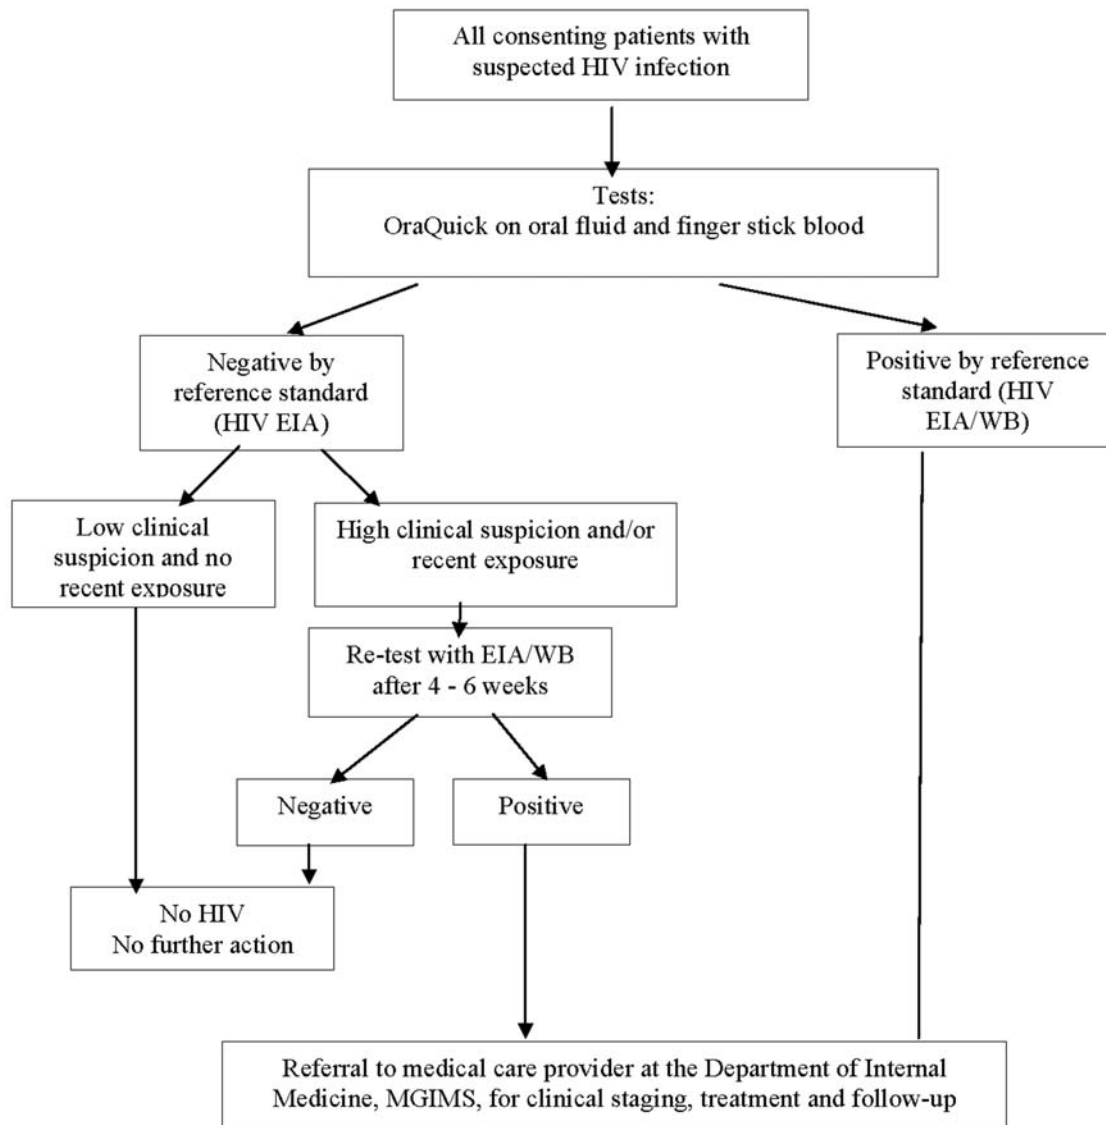 All consenting patients with
suspected HIV infection
Tests:
OraQuick on oral fluid and finger stick blood
Negative by
reference standard
(HIV EIA)
Positive by reference
standard (HIV
EIA/WB)
Low clinical
suspicion and no
recent exposure
High clinical suspicion and/or
recent exposure
Re-test with EIA/WB
after 4 - 6 weeks
Negative
Positive
No HIV
No further action
Referral to medical care provider at the Department of Internal
Medicine, MGIMS, for clinical staging, treatment and follow-up